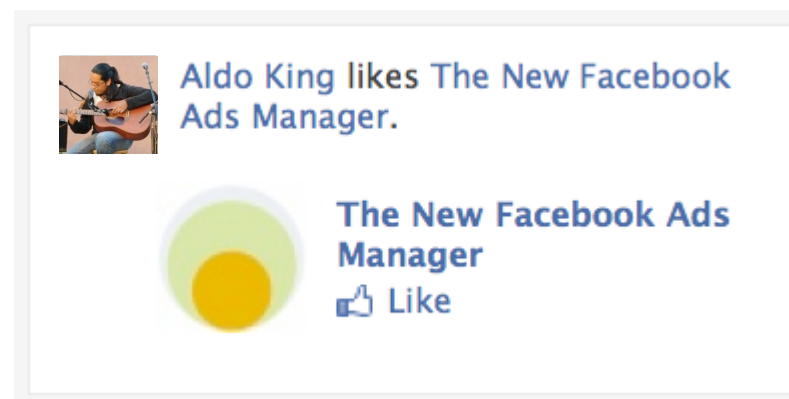 Aldo King likes The New Facebook
Ads Manager.
The New Facebook Ads
Manager
Like